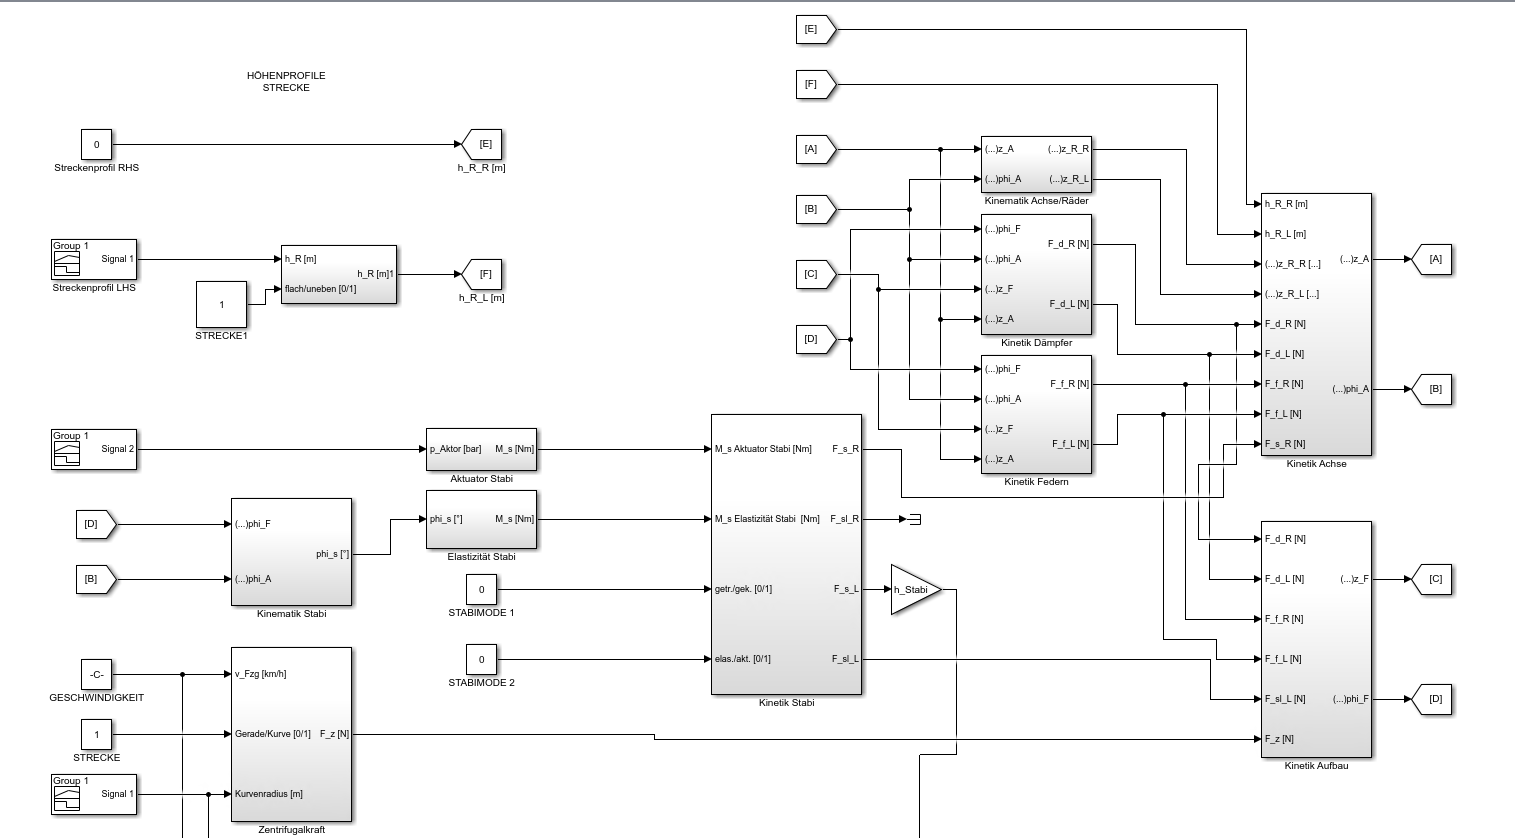 HÖHENPROFILE
STRECKE
0
Streckenprofil RHS
[E]
h_R_R [m]
Group 1
Signal 1
Streckenprofil LHS
1
STRECKE1
h_R [m]
flach/uneben [0/1]
h_R [m]1
[F]
h_R_L [m]
[E]
[F]
[A]
[B]
[C]
[D]
(...)z_A
(...)phi_A
(...)z_R_R
(...)z_R_L
Kinematik Achse/Räder
(...)phi_F
(...)phi_A
(...)z_F
(...)z_A
F_d_R [N]
F_d_L [N]
Kinetik Dämpfer
(...)phi_F
(...)phi_A
(...)z_F
(...)z_A
F_f_R [N]
F_f_L [N]
Kinetik Federn
h_R_R [m]
h_R_L [m]
(...)z_R_R [...]
(...)z_R_L [...]
F_d_R [N]
F_d_L [N]
F_f_R [N]
F_f_L [N]
F_s_R [N]
(...)z_A
(...)phi_A
Kinetik Achse
[A]
[B]
Group 1
Signal 2
p_Aktor [bar]
M_s [Nm]
Aktuator Stabi
[D]
[B]
(...)phi_F
(...)phi_A
phi_s [°]
Kinematik Stabi
phi_s [°]
M_s [Nm]
Elastizität Stabi
0
STABIMODE 1
0
STABIMODE 2
M_s Aktuator Stabi [Nm]
M_s Elastizität Stabi  [Nm]
getr./gek. [0/1]
elas./akt. [0/1]
F_s_R
F_sl_R
F_s_L
F_sl_L
Kinetik Stabi
h_Stabi
-C-
GESCHWINDIGKEIT
1
STRECKE
Group 1
Signal 1
v_Fzg [km/h]
Gerade/Kurve [0/1]
Kurvenradius [m]
F_z [N]
Zentrifugalkraft
F_d_R [N]
F_d_L [N]
F_f_R [N]
F_f_L [N]
F_sl_L [N]
F_z [N]
(...)z_F
(...)phi_F
Kinetik Aufbau
[C]
[D]